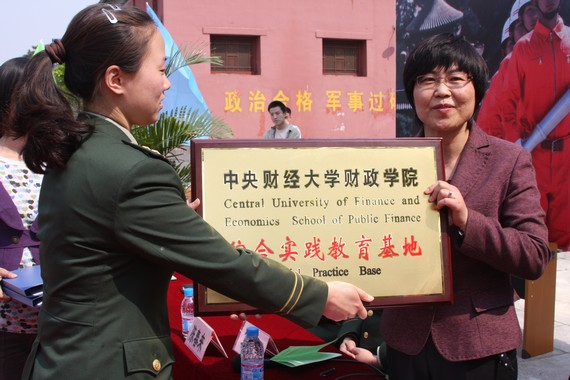 政治合格 军事过
中央财经大学财政学院
Central University of Finance and
Economics School of Public Finance
综合实践教育基地
Practice Base